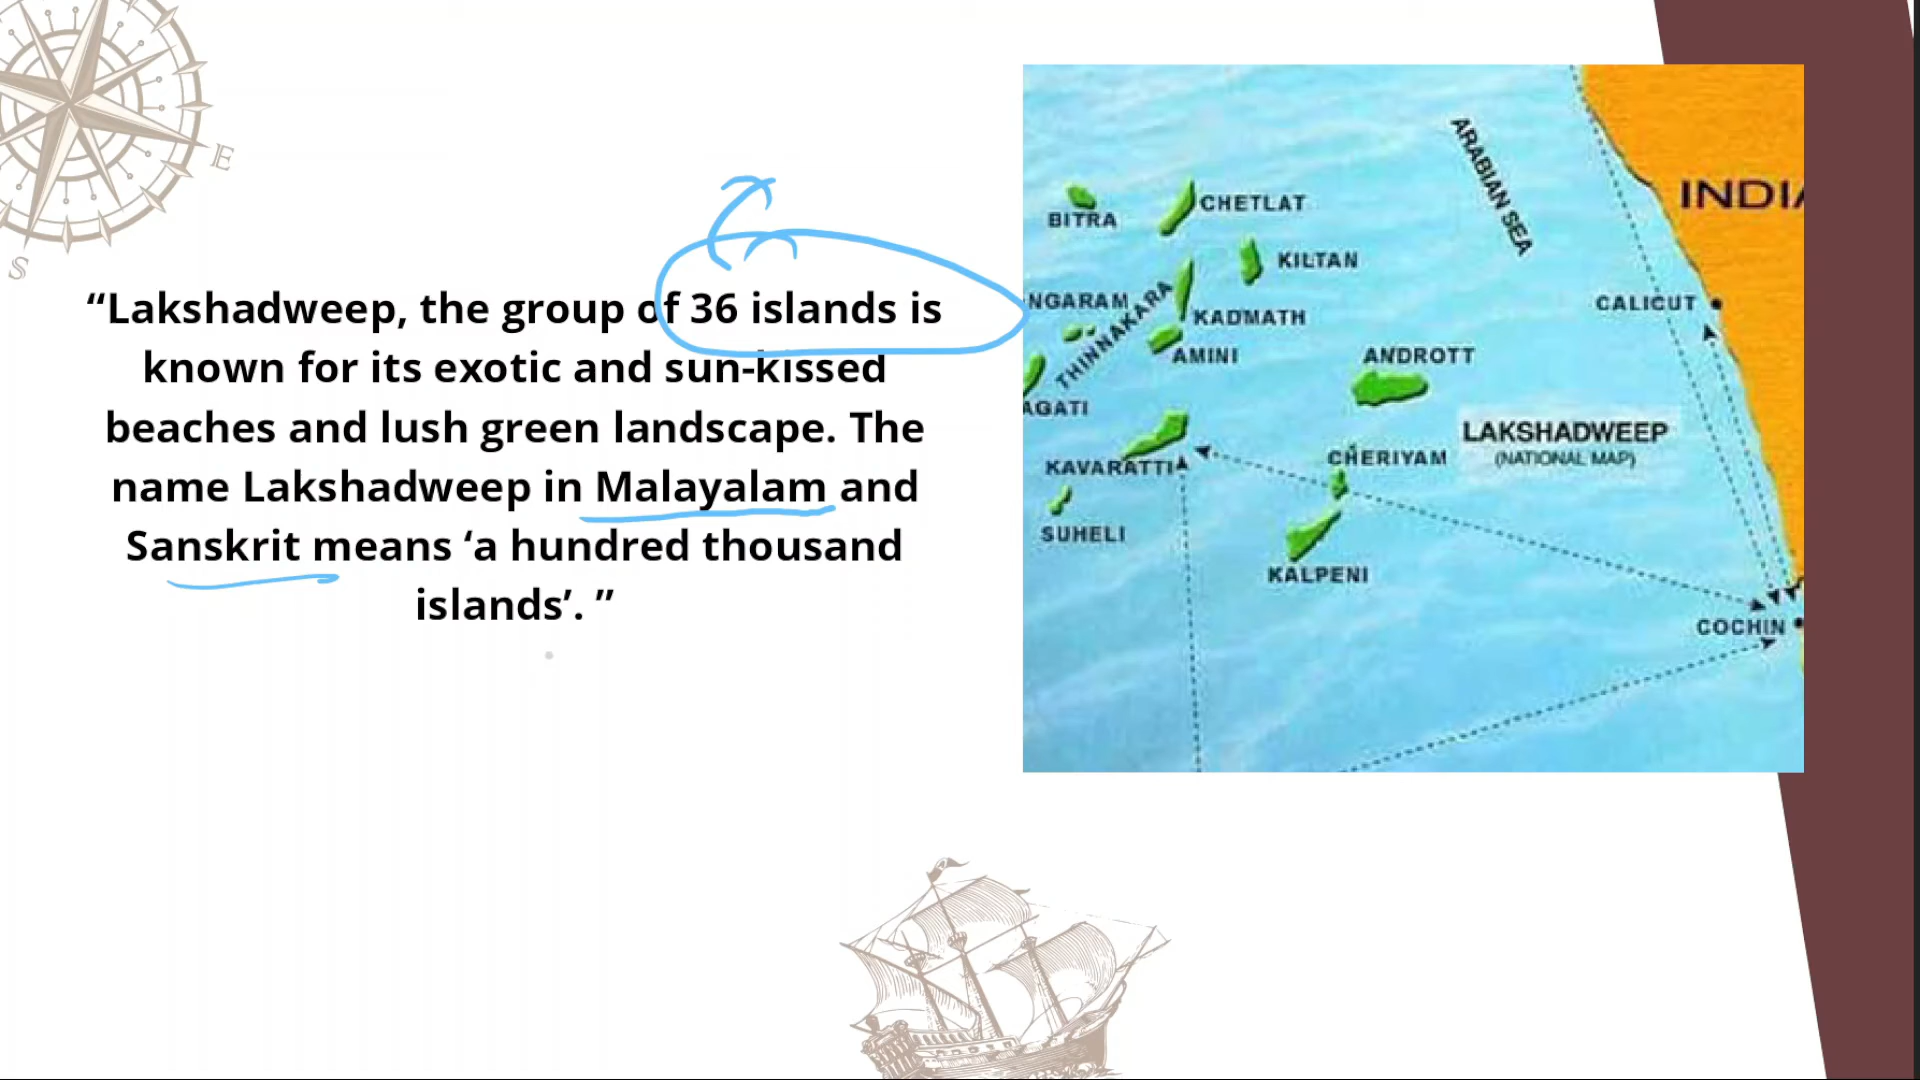 E
S
“Lakshadweep, the group of 36 islands is
known for its exotic and sun-kissed
beaches and lush green landscape. The
name Lakshadweep in Malayalam and
Sanskrit means ‘a hundred thousand
islands’. ”
ARABIAN SEA
INDIA
BITRA
CHETLAT
KILTAN
NGARAM
THINNAKARA
KADMATH
CALICUT
AMINI
ANDROTT
AGATI
LAKSHADWEEP
(NATIONAL MAP)
KAVARATTI
CHERIYAM
SUHELI
KALPENI
COCHIN